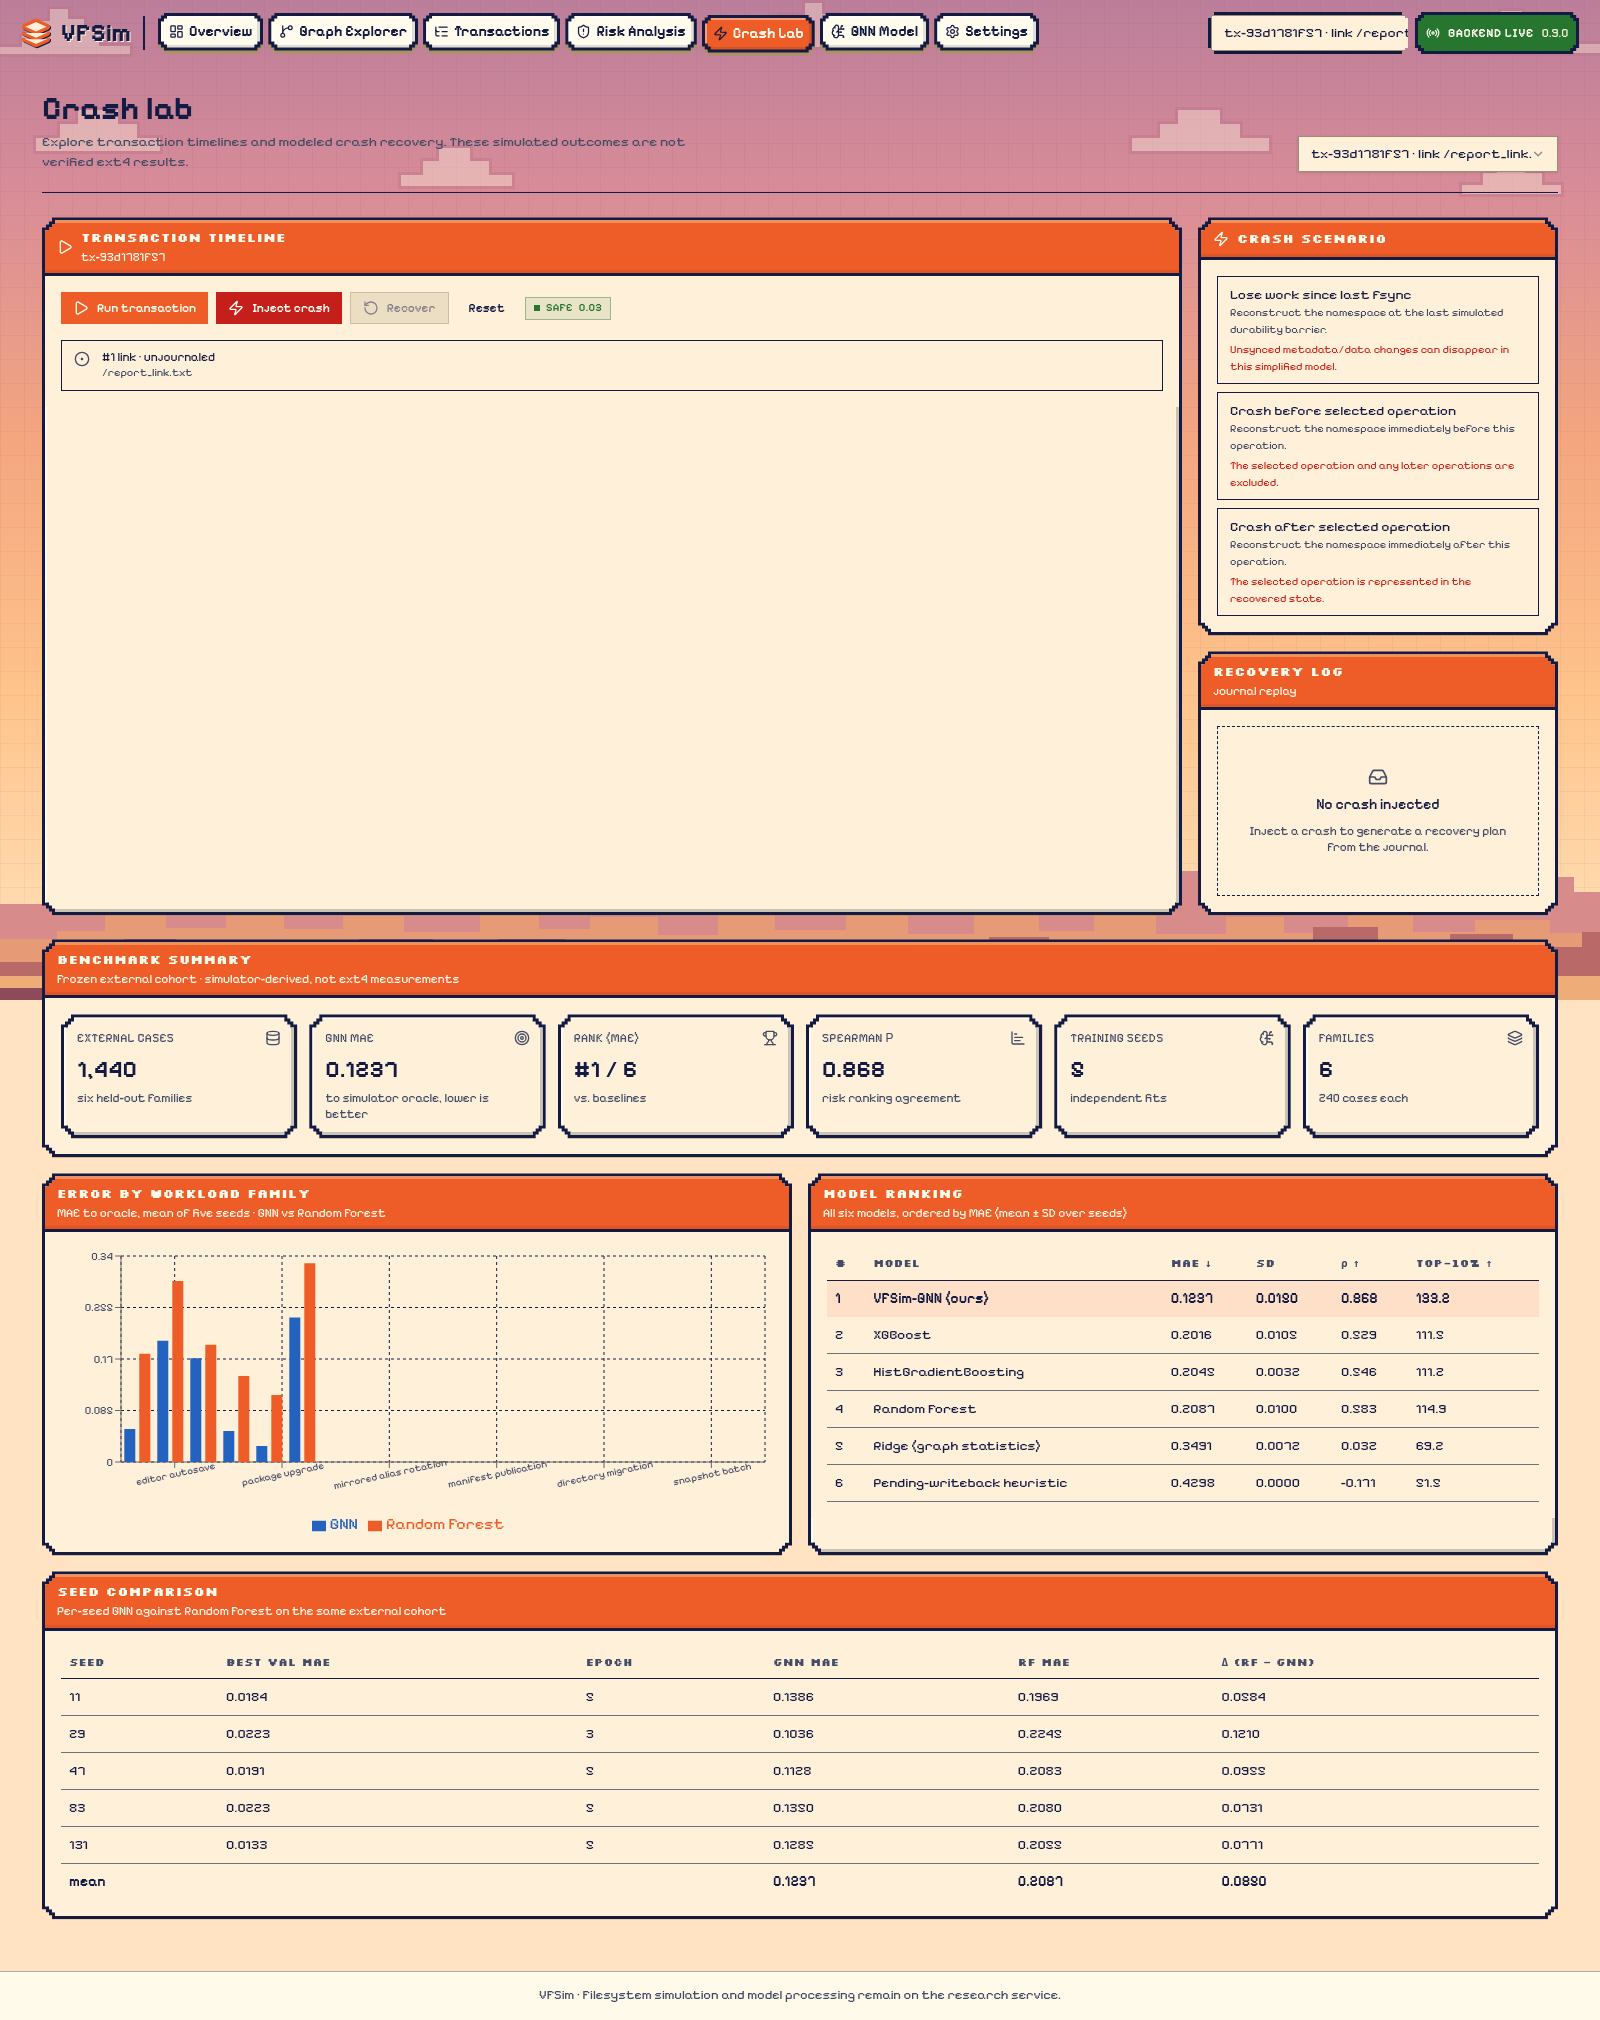 VFSim
Overview
Graph Explorer
Transactions
Risk Analysis
Crash Lab
GNN Model
Settings
tx-93d1781f57 · link /report
BACKEND LIVE 0.9.0
Crash lab
Explore transaction timelines and modeled crash recovery. These simulated outcomes are not
verified ext4 results.
tx-93d1781f57 · link /report_link.
TRANSACTION TIMELINE
tx-93d1781f57
Run transaction
Inject crash
Recover
Reset
SAFE 0.03
#1 link · unjournaled
/report_link.txt
CRASH SCENARIO
Lose work since last fsync
Reconstruct the namespace at the last simulated
durability barrier.
Unsynced metadata/data changes can disappear in
this simplified model.
Crash before selected operation
Reconstruct the namespace immediately before this
operation.
The selected operation and any later operations are
excluded.
Crash after selected operation
Reconstruct the namespace immediately after this
operation.
The selected operation is represented in the
recovered state.
RECOVERY LOG
Journal replay
No crash injected
Inject a crash to generate a recovery plan
from the journal.
BENCHMARK SUMMARY
Frozen external cohort · simulator-derived, not ext4 measurements
EXTERNAL CASES
1,440
six held-out families
GNN MAE
0.1237
to simulator oracle, lower is
better
RANK (MAE)
#1 / 6
vs. baselines
SPEARMAN Ρ
0.868
risk ranking agreement
TRAINING SEEDS
5
independent fits
FAMILIES
6
240 cases each
ERROR BY WORKLOAD FAMILY
MAE to oracle, mean of five seeds · GNN vs Random Forest
0.34
0.255
0.17
0.085
0
editor autosave
package upgrade
mirrored alias rotation
manifest publication
directory migration
snapshot batch
GNN
Random Forest
MODEL RANKING
All six models, ordered by MAE (mean ± SD over seeds)
# MODEL MAE ↓ SD ρ ↑ TOP-10% ↑
1 VFSim-GNN (ours) 0.1237 0.0150 0.868 133.2
2 XGBoost 0.2016 0.0105 0.529 111.5
3 HistGradientBoosting 0.2045 0.0032 0.546 111.2
4 Random Forest 0.2087 0.0100 0.583 114.9
5 Ridge (graph statistics) 0.3491 0.0072 0.032 69.2
6 Pending-writeback heuristic 0.4298 0.0000 -0.171 51.5
SEED COMPARISON
Per-seed GNN against Random Forest on the same external cohort
SEED BEST VAL MAE EPOCH GNN MAE RF MAE Δ (RF − GNN)
11 0.0184 5 0.1386 0.1969 0.0584
29 0.0223 3 0.1036 0.2245 0.1210
47 0.0191 5 0.1128 0.2083 0.0955
83 0.0223 5 0.1350 0.2080 0.0731
131 0.0133 5 0.1285 0.2055 0.0771
mean 0.1237 0.2087 0.0850
VFSim · Filesystem simulation and model processing remain on the research service.